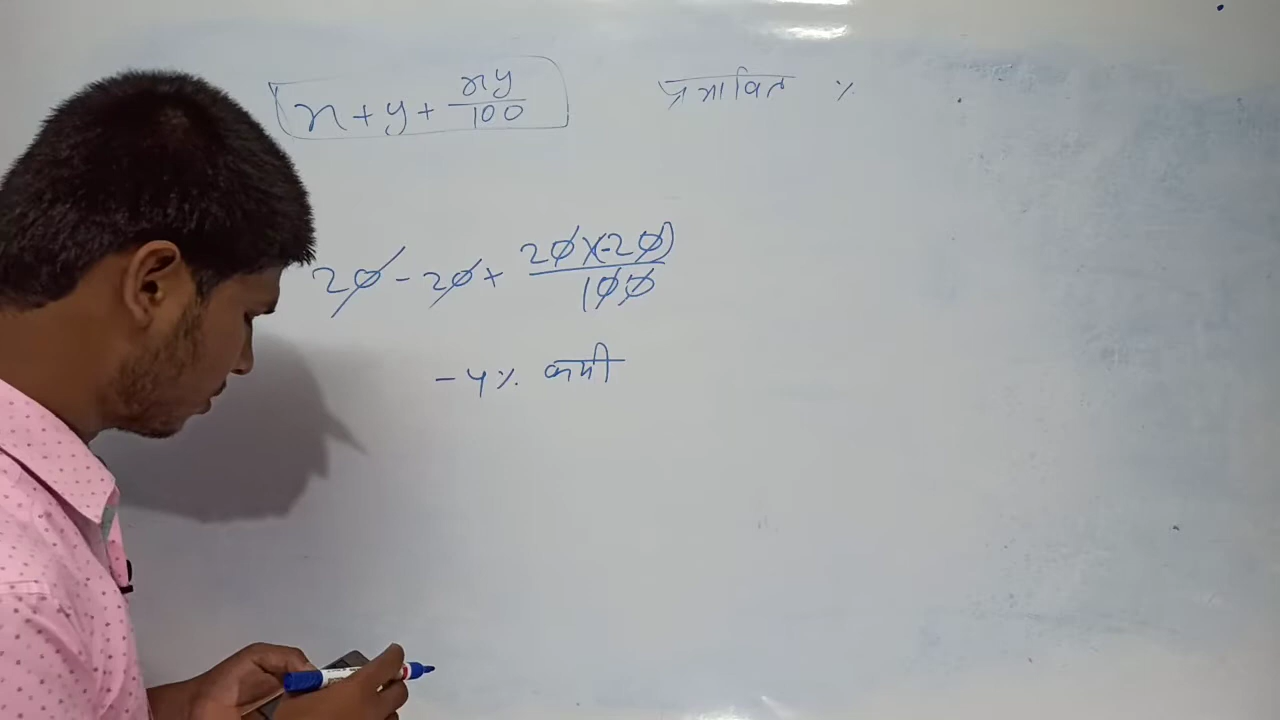 x + y + xy/100 प्रभावित %
20 - 20 + 20×(-20)/100
-4% कमी